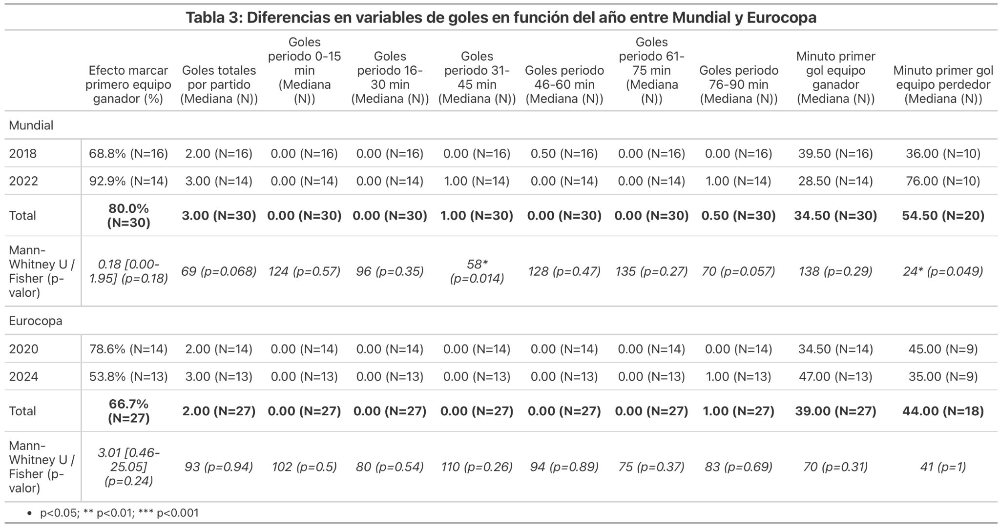 Tabla 3: Diferencias en variables de goles en función del año entre Mundial y Eurocopa
Efecto marcar primero equipo ganador (%) Goles totales por partido (Mediana (N)) Goles periodo 0-15 min (Mediana (N)) Goles periodo 16-30 min (Mediana (N)) Goles periodo 31-45 min (Mediana (N)) Goles periodo 46-60 min (Mediana (N)) Goles periodo 61-75 min (Mediana (N)) Goles periodo 76-90 min (Mediana (N)) Minuto primer gol equipo ganador (Mediana (N)) Minuto primer gol equipo perdedor (Mediana (N))
Mundial
2018 68.8% (N=16) 2.00 (N=16) 0.00 (N=16) 0.00 (N=16) 0.00 (N=16) 0.50 (N=16) 0.00 (N=16) 0.00 (N=16) 39.50 (N=16) 36.00 (N=10)
2022 92.9% (N=14) 3.00 (N=14) 0.00 (N=14) 0.00 (N=14) 1.00 (N=14) 0.00 (N=14) 0.00 (N=14) 1.00 (N=14) 28.50 (N=14) 76.00 (N=10)
Total 80.0% (N=30) 3.00 (N=30) 0.00 (N=30) 0.00 (N=30) 1.00 (N=30) 0.00 (N=30) 0.00 (N=30) 0.50 (N=30) 34.50 (N=30) 54.50 (N=20)
Mann-Whitney U / Fisher (p-valor) 0.18 [0.00-1.95] (p=0.18) 69 (p=0.068) 124 (p=0.57) 96 (p=0.35) 58* (p=0.014) 128 (p=0.47) 135 (p=0.27) 70 (p=0.057) 138 (p=0.29) 24* (p=0.049)
Eurocopa
2020 78.6% (N=14) 2.00 (N=14) 0.00 (N=14) 0.00 (N=14) 0.00 (N=14) 0.00 (N=14) 0.00 (N=14) 0.00 (N=14) 34.50 (N=14) 45.00 (N=9)
2024 53.8% (N=13) 3.00 (N=13) 0.00 (N=13) 0.00 (N=13) 0.00 (N=13) 0.00 (N=13) 0.00 (N=13) 1.00 (N=13) 47.00 (N=13) 35.00 (N=9)
Total 66.7% (N=27) 2.00 (N=27) 0.00 (N=27) 0.00 (N=27) 0.00 (N=27) 0.00 (N=27) 0.00 (N=27) 1.00 (N=27) 39.00 (N=27) 44.00 (N=18)
Mann-Whitney U / Fisher (p-valor) 3.01 [0.46-25.05] (p=0.24) 93 (p=0.94) 102 (p=0.5) 80 (p=0.54) 110 (p=0.26) 94 (p=0.89) 75 (p=0.37) 83 (p=0.69) 70 (p=0.31) 41 (p=1)
• p<0.05; ** p<0.01; *** p<0.001